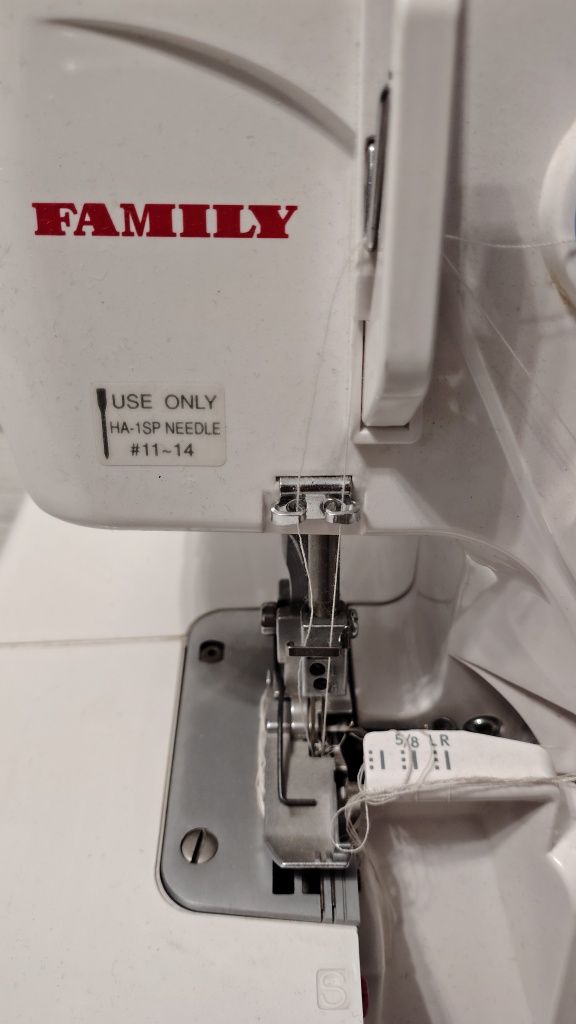 FAMILY
USE ONLY
HA-1SP NEEDLE
#11~14
5/8 L R
S